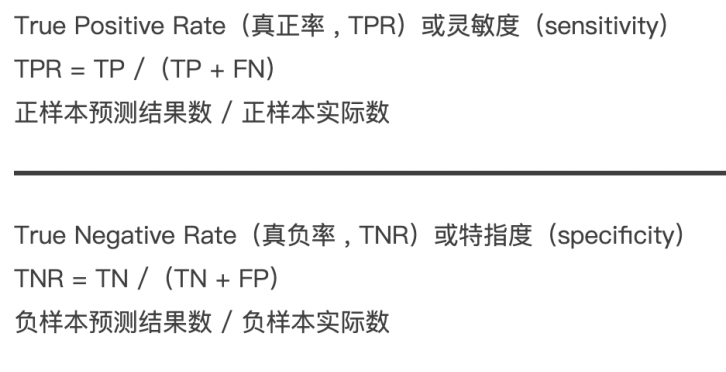 True Positive Rate（真正率 , TPR）或灵敏度（sensitivity）
TPR = TP /（TP + FN）
正样本预测结果数 / 正样本实际数
True Negative Rate（真负率 , TNR）或特指度（specificity）
TNR = TN /（TN + FP）
负样本预测结果数 / 负样本实际数